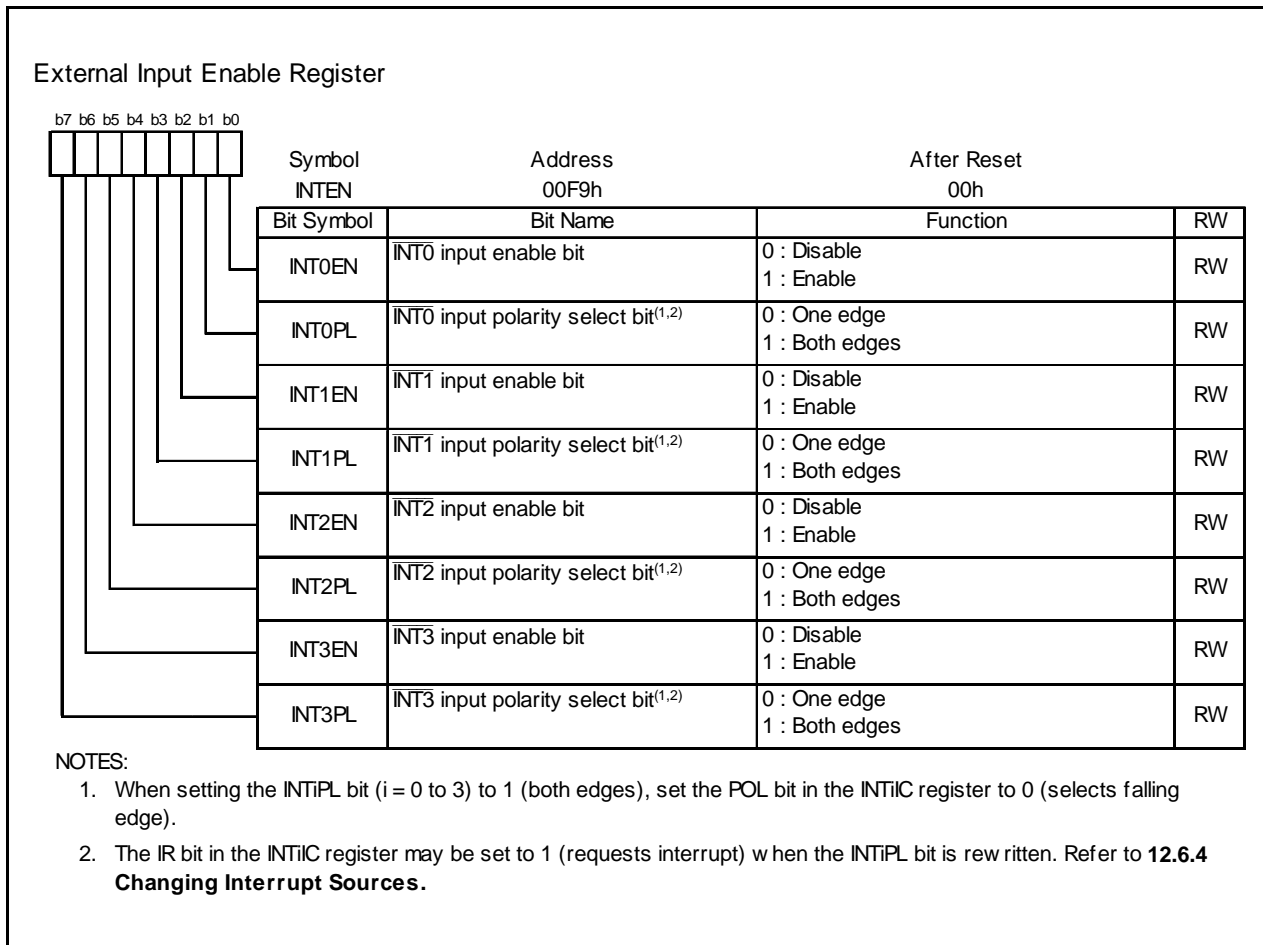 External Input Enable Register
b7 b6 b5 b4 b3 b2 b1 b0
Symbol Address After Reset
INTEN 00F9h 00h
Bit Symbol Bit Name Function RW
INT0EN INT0 input enable bit 0 : Disable
1 : Enable RW
INT0PL INT0 input polarity select bit(1,2) 0 : One edge
1 : Both edges RW
INT1EN INT1 input enable bit 0 : Disable
1 : Enable RW
INT1PL INT1 input polarity select bit(1,2) 0 : One edge
1 : Both edges RW
INT2EN INT2 input enable bit 0 : Disable
1 : Enable RW
INT2PL INT2 input polarity select bit(1,2) 0 : One edge
1 : Both edges RW
INT3EN INT3 input enable bit 0 : Disable
1 : Enable RW
INT3PL INT3 input polarity select bit(1,2) 0 : One edge
1 : Both edges RW
NOTES:
1. When setting the INTiPL bit (i = 0 to 3) to 1 (both edges), set the POL bit in the INTiIC register to 0 (selects falling
edge).
2. The IR bit in the INTiIC register may be set to 1 (requests interrupt) when the INTiPL bit is rewritten. Refer to 12.6.4
Changing Interrupt Sources.